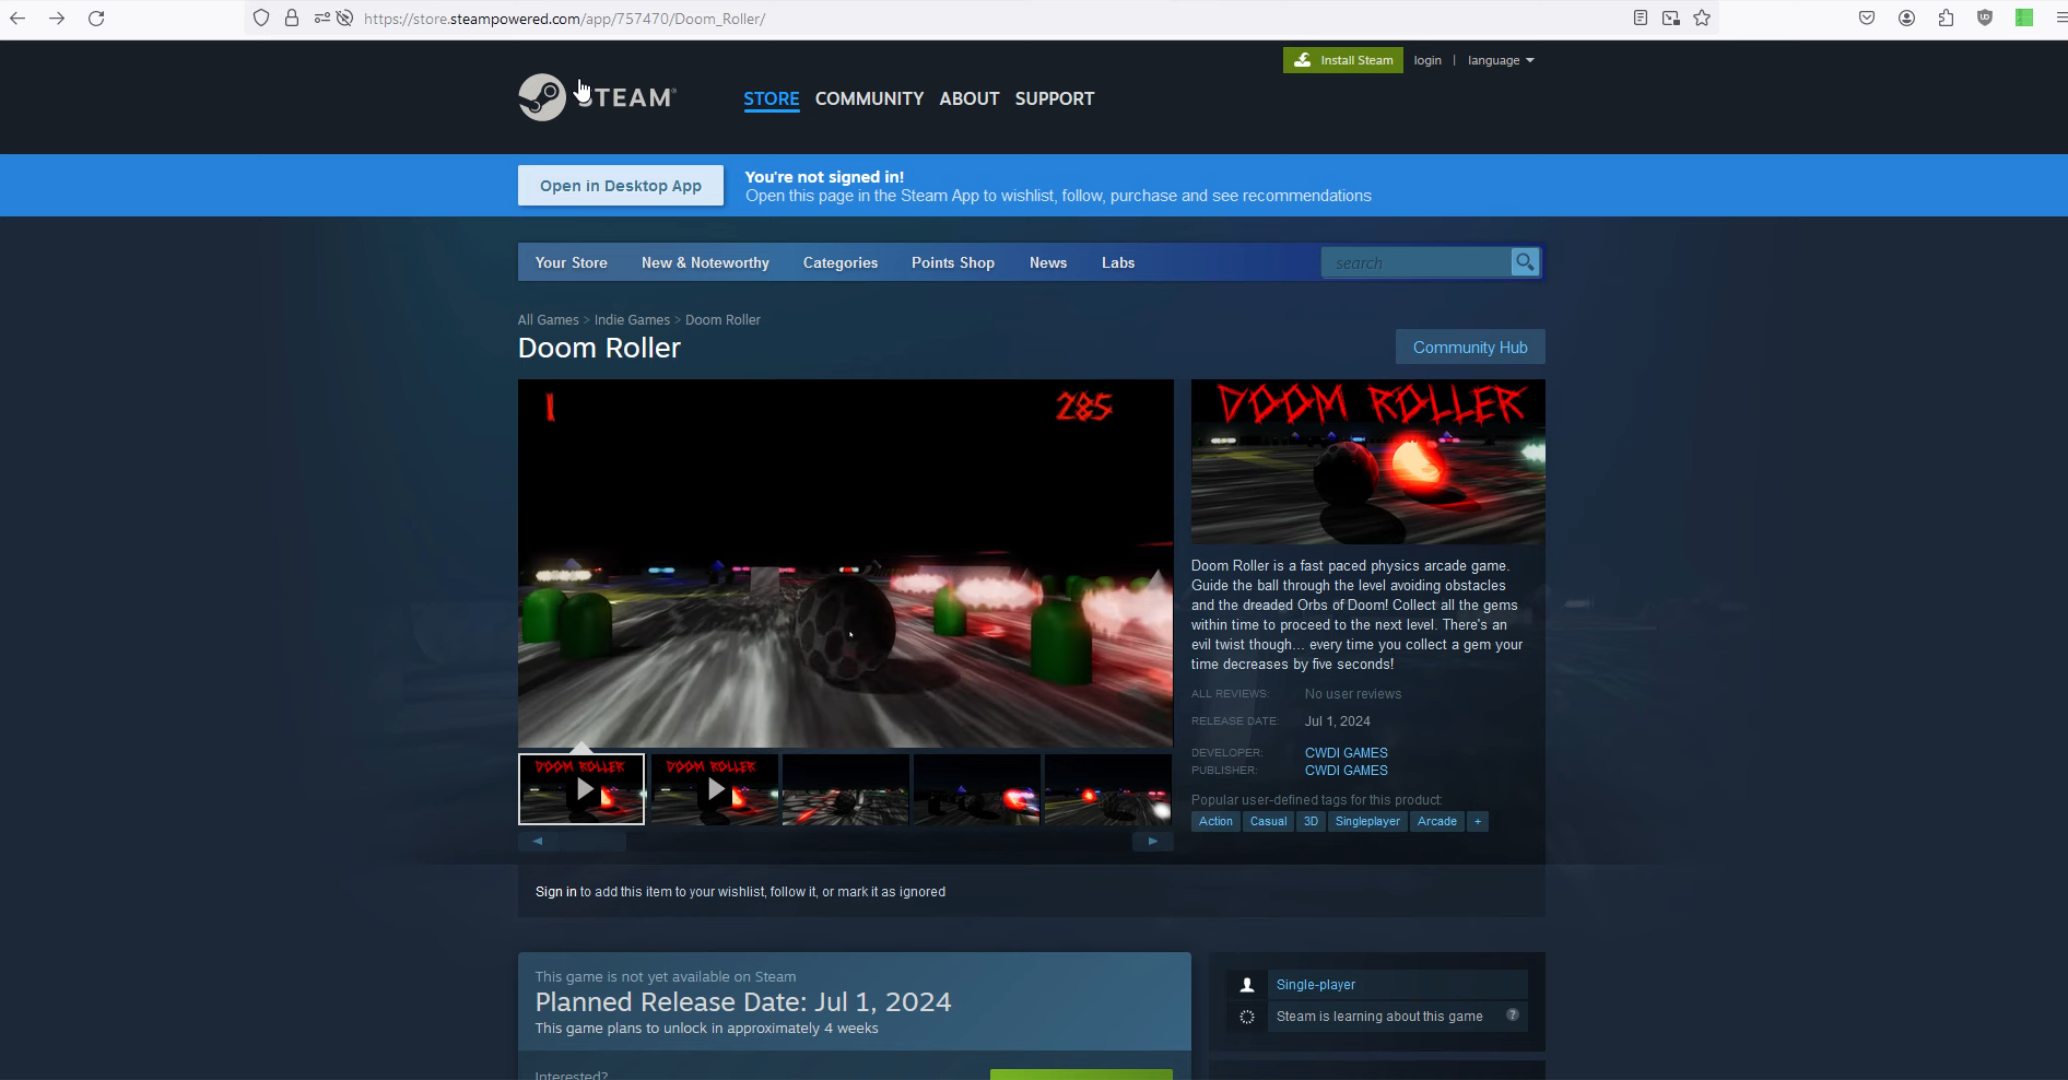 https://store.steampowered.com/app/757470/Doom_Roller/
Install Steam
login | language
STEAM
STORE COMMUNITY ABOUT SUPPORT
Open in Desktop App
You're not signed in!
Open this page in the Steam App to wishlist, follow, purchase and see recommendations
Your Store New & Noteworthy Categories Points Shop News Labs
search
All Games > Indie Games > Doom Roller
Doom Roller
Community Hub
1
285
DOOM ROLLER
Doom Roller is a fast paced physics arcade game.
Guide the ball through the level avoiding obstacles
and the dreaded Orbs of Doom! Collect all the gems
within time to proceed to the next level. There's an
evil twist though... every time you collect a gem your
time decreases by five seconds!
ALL REVIEWS: No user reviews
RELEASE DATE: Jul 1, 2024
DEVELOPER: CWDI GAMES
PUBLISHER: CWDI GAMES
Popular user-defined tags for this product:
Action Casual 3D Singleplayer Arcade +
DOOM ROLLER
DOOM ROLLER
Sign in to add this item to your wishlist, follow it, or mark it as ignored
This game is not yet available on Steam
Planned Release Date: Jul 1, 2024
This game plans to unlock in approximately 4 weeks
Single-player
Steam is learning about this game ?
Interested?